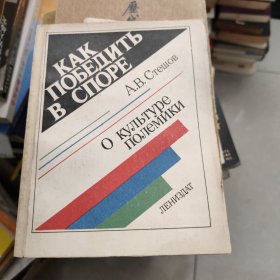 КАК
ПОБЕДИТЬ
В СПОРЕ
А.В. Стешов
О КУЛЬТУРЕ
ПОЛЕМИКИ
ЛЕНИЗДАТ